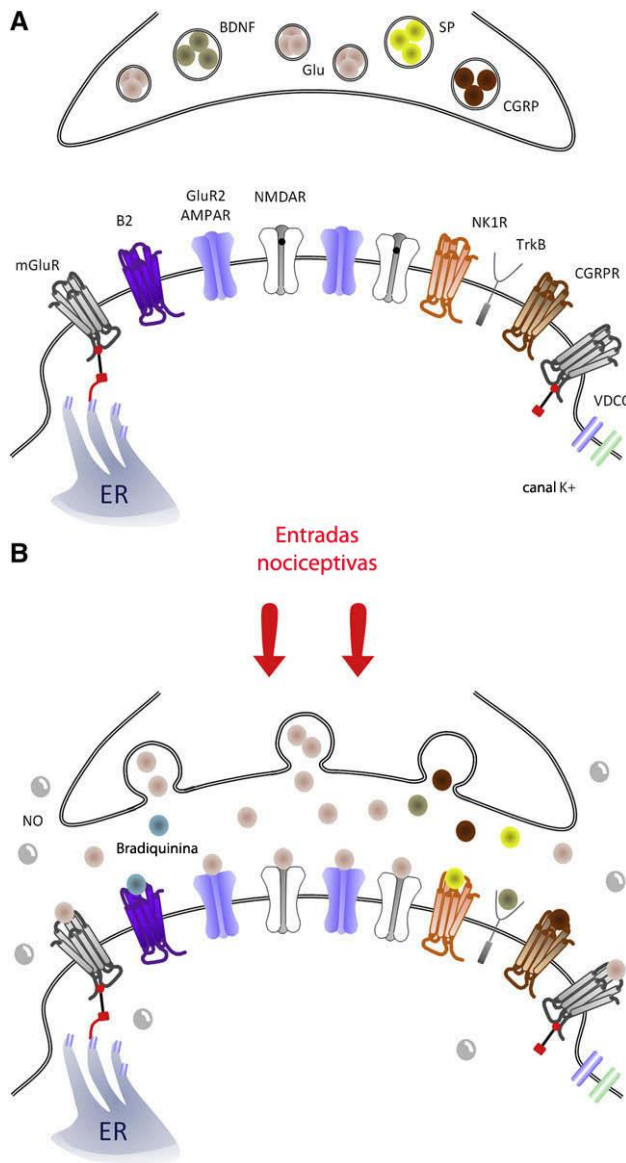 A
BDNF
SP
Glu
CGRP
GluR2
AMPAR
NMDAR
B2
NK1R
TrkB
mGluR
CGRPR
VDCC
ER
canal K+
B
Entradas
nociceptivas
NO
Bradiquinina
ER